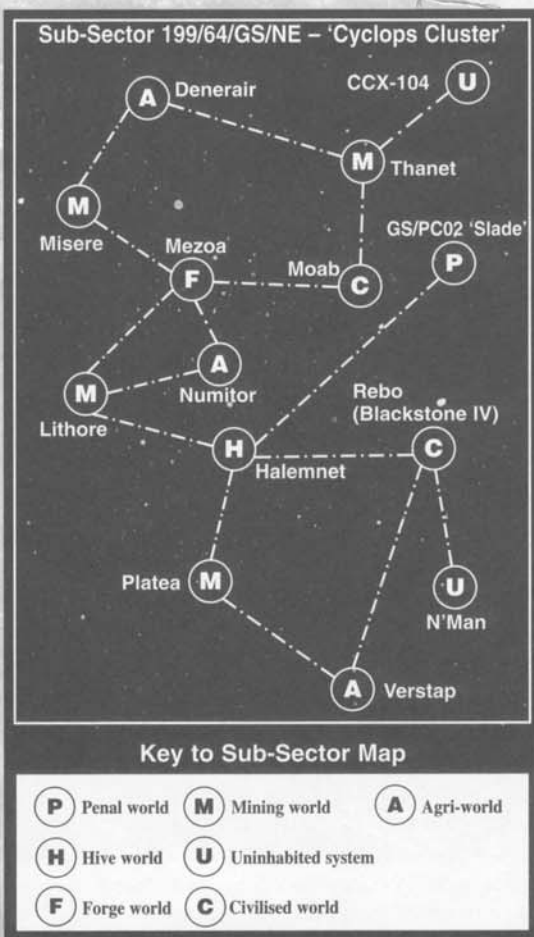 Sub-Sector 199/64/GS/NE – ‘Cyclops Cluster’
A Denerair
CCX-104 U
M Thanet
M
Misere
GS/PC02 ‘Slade’
P
Mezoa
F
Moab
C
A
Numitor
M
Lithore
Rebo
(Blackstone IV)
C
H
Halemnet
Platea M
U
N’Man
A Verstap
Key to Sub-Sector Map
P Penal world M Mining world A Agri-world
H Hive world U Uninhabited system
F Forge world C Civilised world